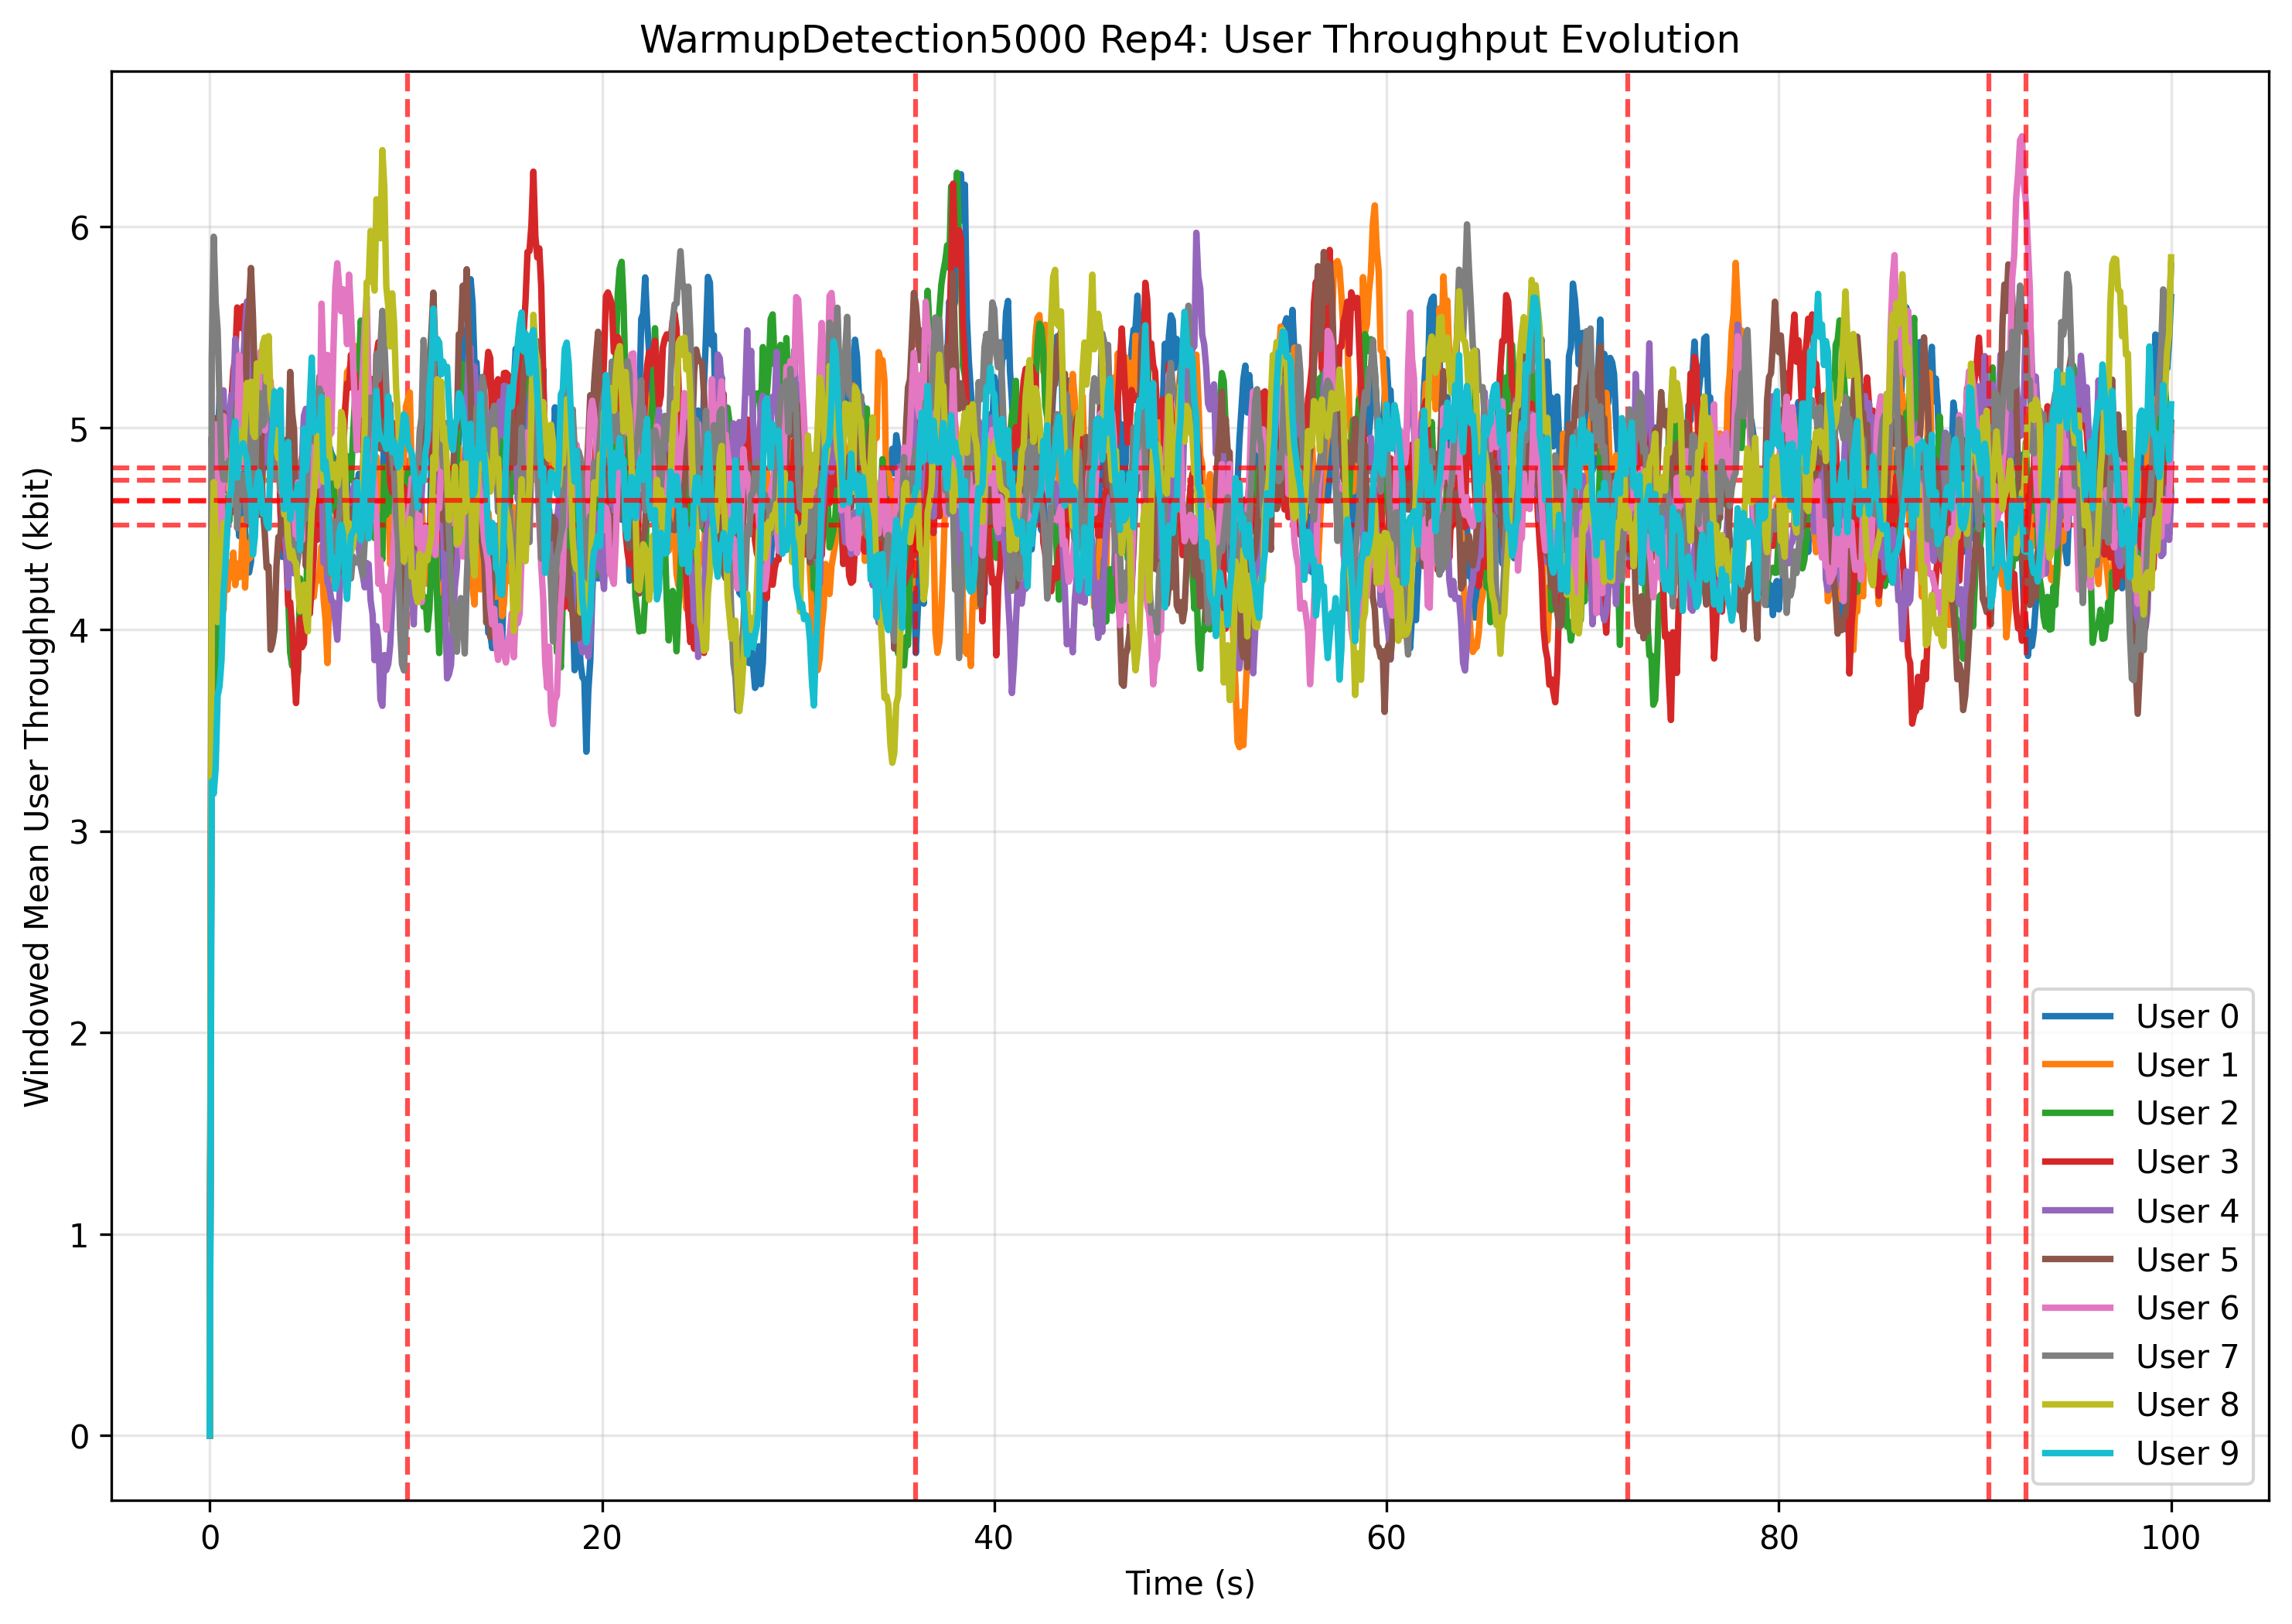 WarmupDetection5000 Rep4: User Throughput Evolution
Windowed Mean User Throughput (kbit)
6
5
4
3
2
1
0
0
20
40
60
80
100
Time (s)
User 0
User 1
User 2
User 3
User 4
User 5
User 6
User 7
User 8
User 9